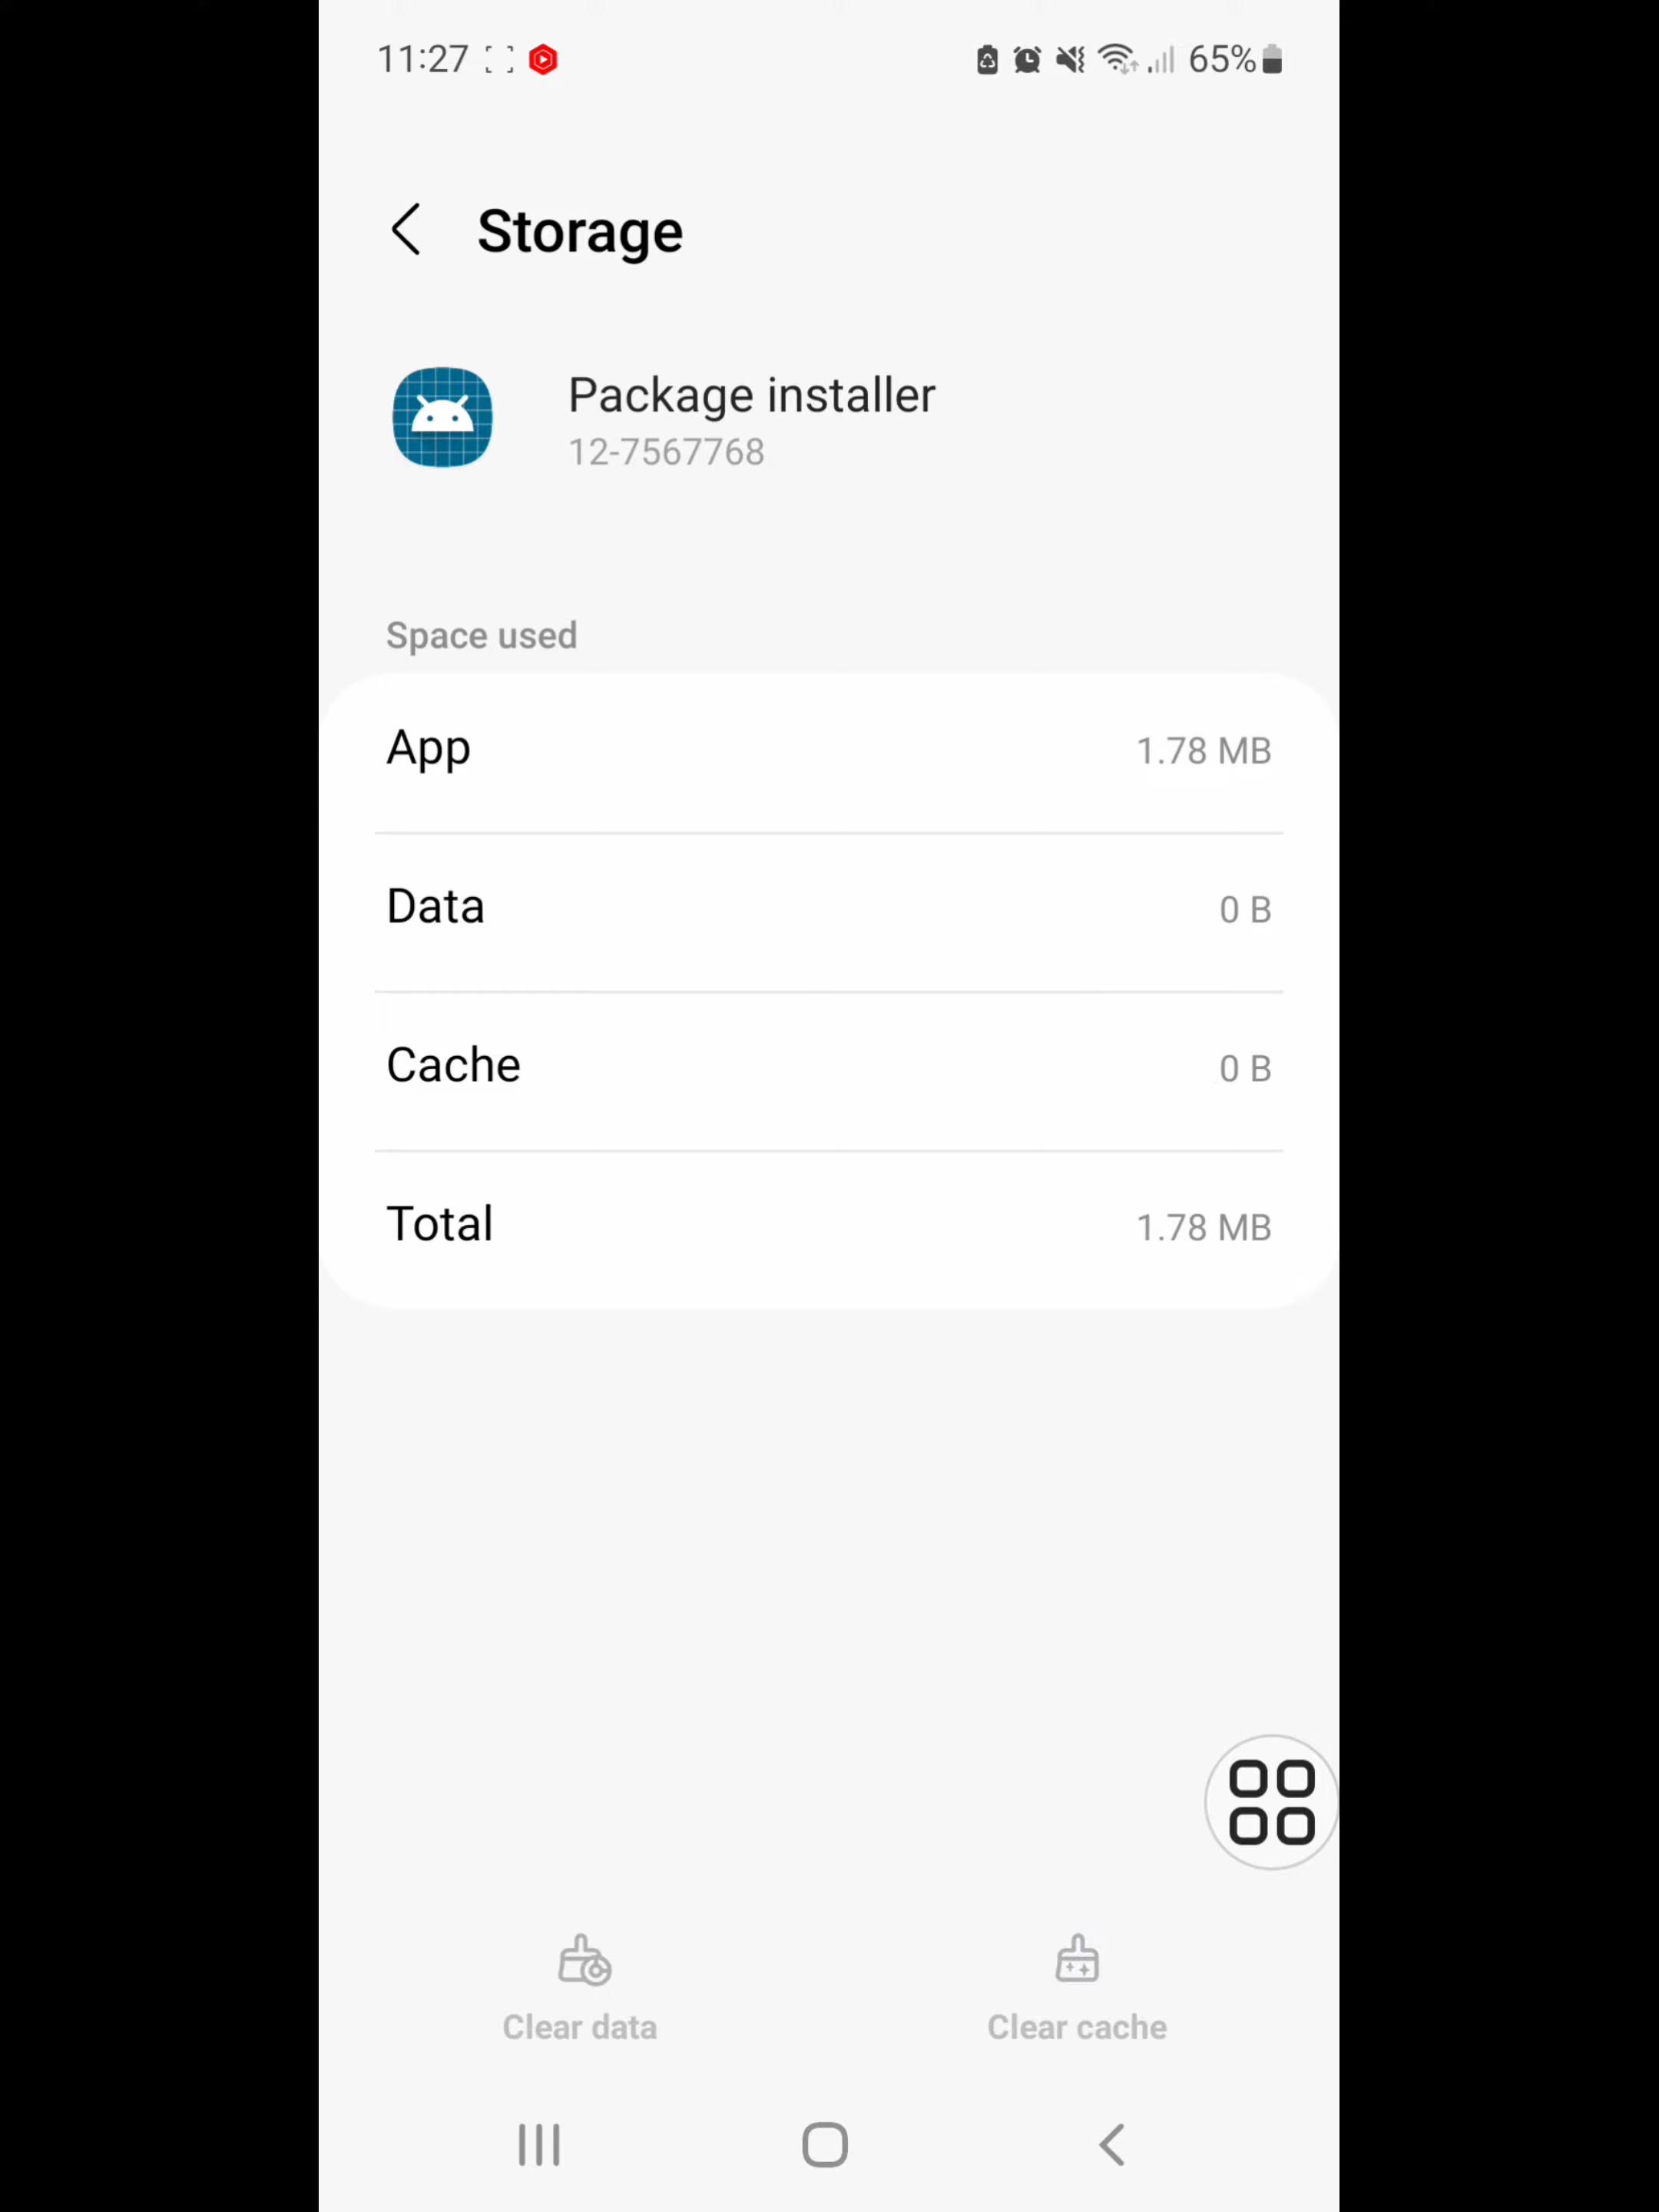 11:27
65%
Storage
Package installer
12-7567768
Space used
App 1.78 MB
Data 0 B
Cache 0 B
Total 1.78 MB
Clear data Clear cache